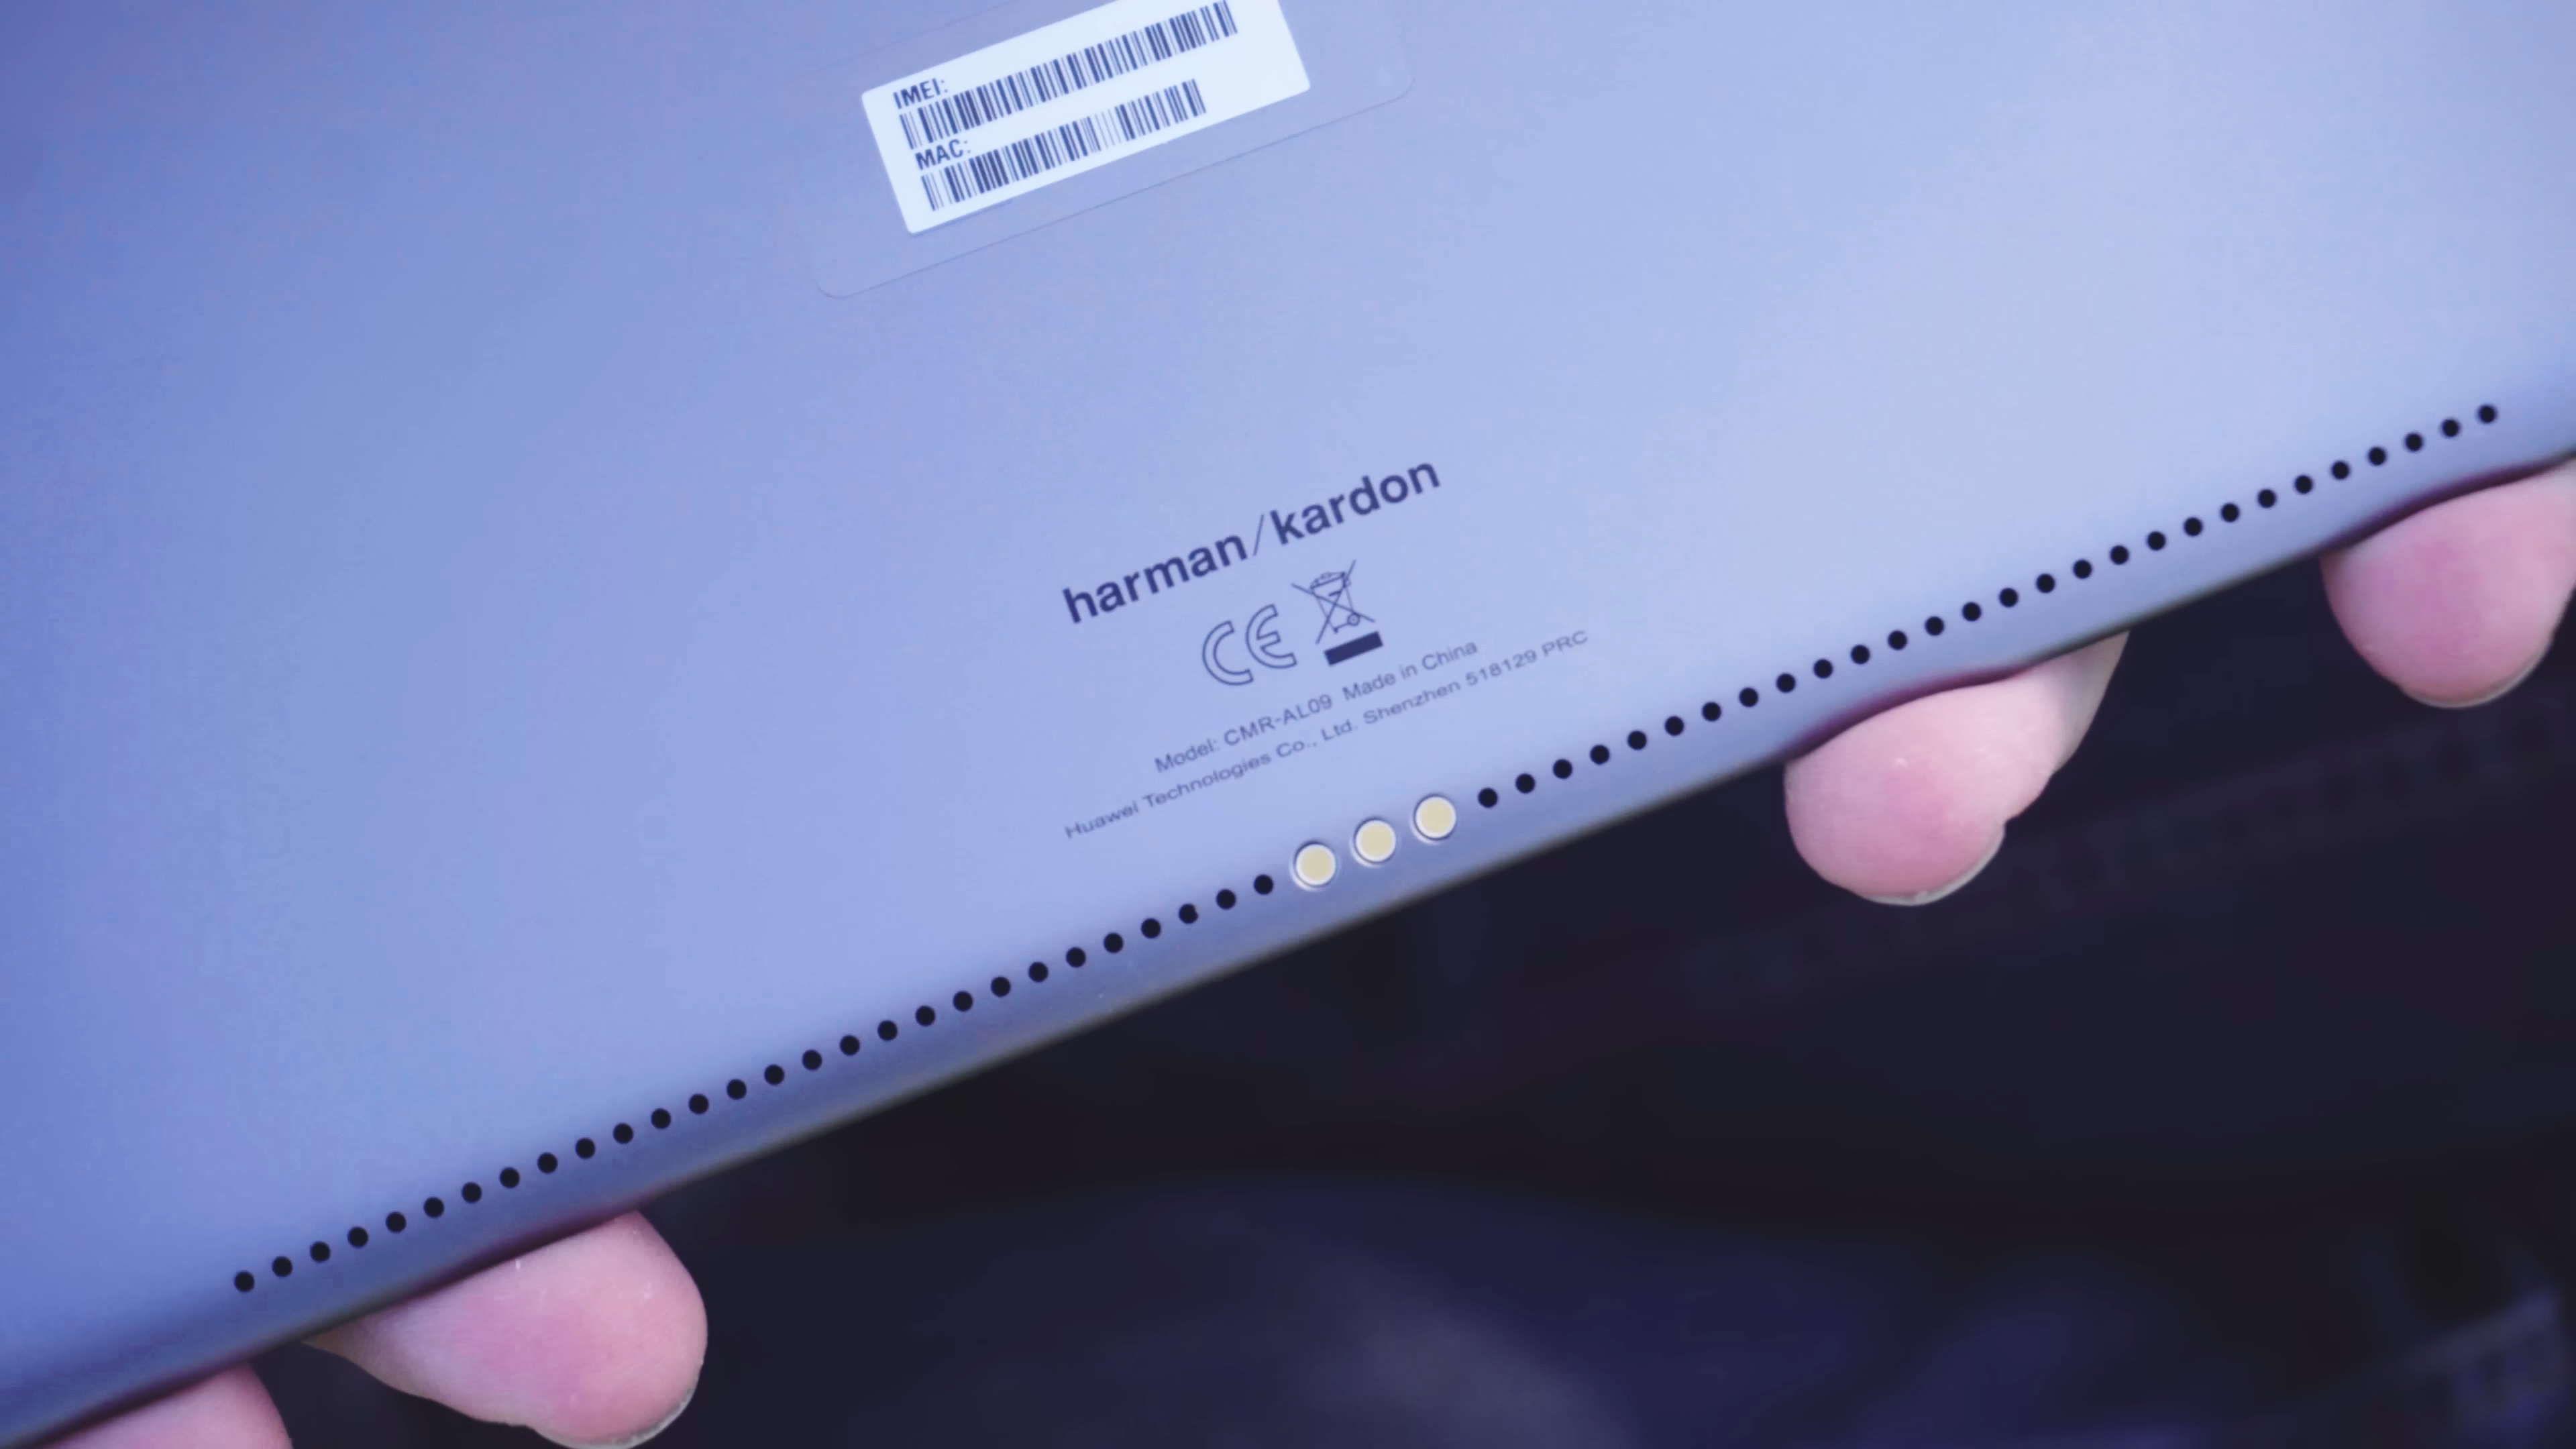 IMEI:
MAC:
harman/kardon
CE
Model: CMR-AL09 Made in China
Huawei Technologies Co., Ltd. Shenzhen 518129 PRC